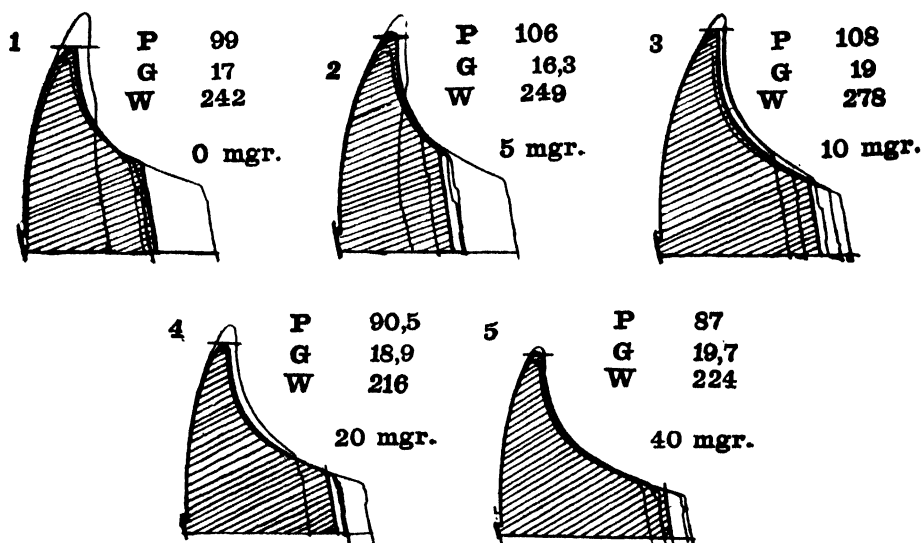 1 P 99
G 17
W 242
0 mgr.
2 P 106
G 16,3
W 249
5 mgr.
3 P 108
G 19
W 278
10 mgr.
4 P 90,5
G 18,9
W 216
20 mgr.
5 P 87
G 19,7
W 224
40 mgr.